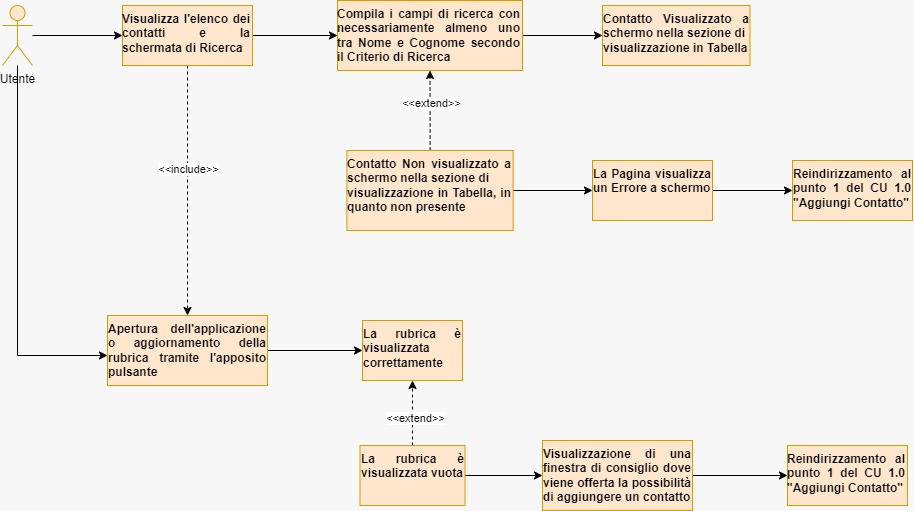 Utente
Visualizza l'elenco dei
contatti e la
schermata di Ricerca
Compila i campi di ricerca con
necessariamente almeno uno
tra Nome e Cognome secondo
il Criterio di Ricerca
Contatto Visualizzato a
schermo nella sezione di
visualizzazione in Tabella
<<extend>>
<<include>>
Contatto Non visualizzato a
schermo nella sezione di
visualizzazione in Tabella, in
quanto non presente
La Pagina visualizza
un Errore a schermo
Reindirizzamento al
punto 1 del CU 1.0
"Aggiungi Contatto"
Apertura dell'applicazione
o aggiornamento della
rubrica tramite l'apposito
pulsante
La rubrica è
visualizzata
correttamente
<<extend>>
La rubrica è
visualizzata vuota
Visualizzazione di una
finestra di consiglio dove
viene offerta la possibilità
di aggiungere un contatto
Reindirizzamento al
punto 1 del CU 1.0
"Aggiungi Contatto"